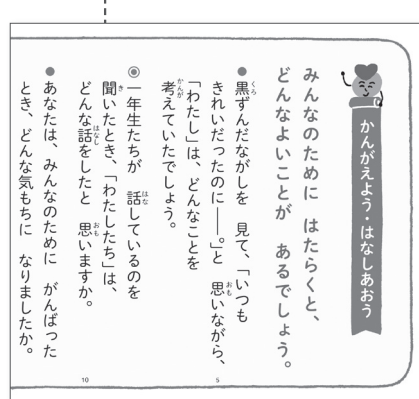 かんがえよう・はなしあおう
みんなのために はたらくと、
どんなよいことが あるでしょう。
●黒ずんだながしを 見て、「いつも
きれいだったのに――。」と 思いながら、
「わたし」は、どんなことを
考えていたでしょう。
◉一年生たちが 話しているのを
聞いたとき、「わたしたち」は、
どんな話をしたと 思いますか。
●あなたは、みんなのために がんばった
とき、どんな気もちに なりましたか。
5
10